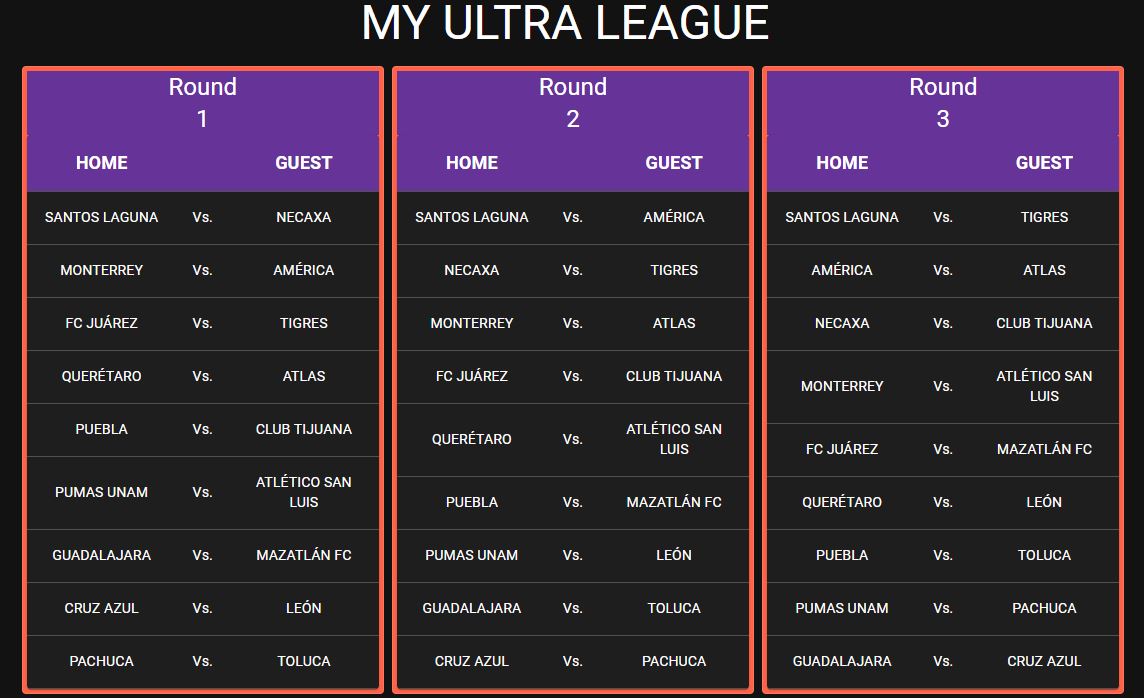 MY ULTRA LEAGUE
Round
1
HOME GUEST
SANTOS LAGUNA Vs. NECAXA
MONTERREY Vs. AMÉRICA
FC JUÁREZ Vs. TIGRES
QUERÉTARO Vs. ATLAS
PUEBLA Vs. CLUB TIJUANA
PUMAS UNAM Vs. ATLÉTICO SAN
LUIS
GUADALAJARA Vs. MAZATLÁN FC
CRUZ AZUL Vs. LEÓN
PACHUCA Vs. TOLUCA
Round
2
HOME GUEST
SANTOS LAGUNA Vs. AMÉRICA
NECAXA Vs. TIGRES
MONTERREY Vs. ATLAS
FC JUÁREZ Vs. CLUB TIJUANA
QUERÉTARO Vs. ATLÉTICO SAN
LUIS
PUEBLA Vs. MAZATLÁN FC
PUMAS UNAM Vs. LEÓN
GUADALAJARA Vs. TOLUCA
CRUZ AZUL Vs. PACHUCA
Round
3
HOME GUEST
SANTOS LAGUNA Vs. TIGRES
AMÉRICA Vs. ATLAS
NECAXA Vs. CLUB TIJUANA
MONTERREY Vs. ATLÉTICO SAN
LUIS
FC JUÁREZ Vs. MAZATLÁN FC
QUERÉTARO Vs. LEÓN
PUEBLA Vs. TOLUCA
PUMAS UNAM Vs. PACHUCA
GUADALAJARA Vs. CRUZ AZUL